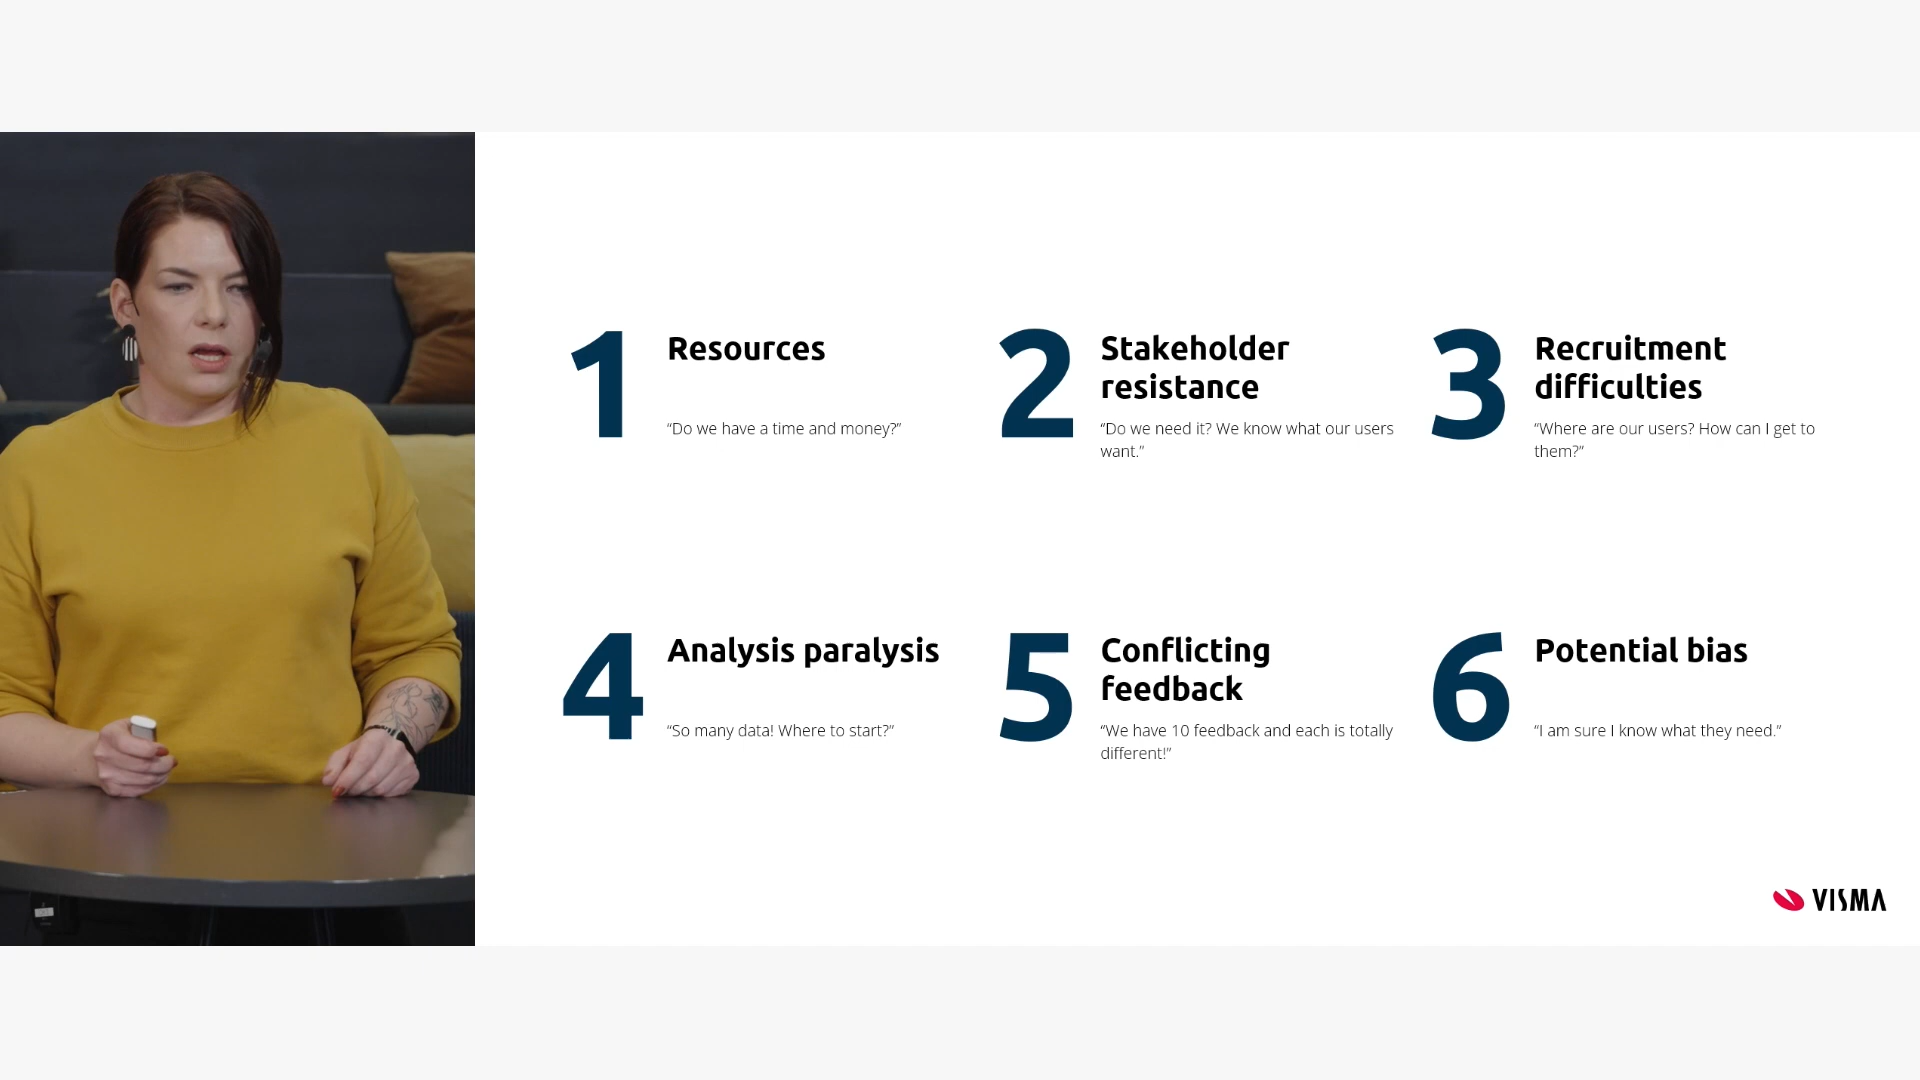 1
Resources
“Do we have a time and money?”
2
Stakeholder
resistance
“Do we need it? We know what our users
want.”
3
Recruitment
difficulties
“Where are our users? How can I get to
them?”
4
Analysis paralysis
“So many data! Where to start?”
5
Conflicting
feedback
“We have 10 feedback and each is totally
different!”
6
Potential bias
“I am sure I know what they need.”
VISMA